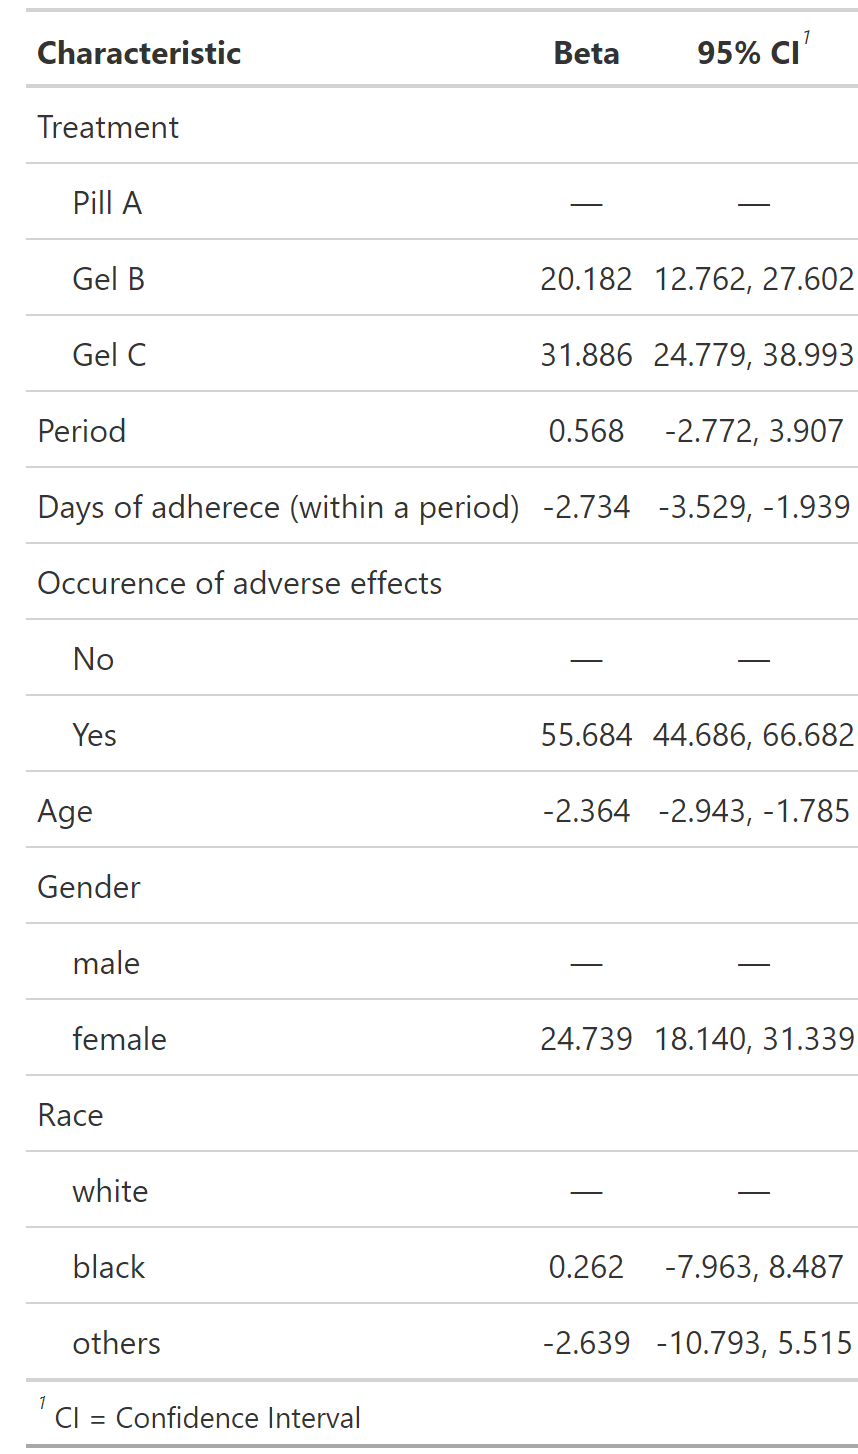 Characteristic Beta 95% CI1
Treatment
Pill A — —
Gel B 20.182 12.762, 27.602
Gel C 31.886 24.779, 38.993
Period 0.568 -2.772, 3.907
Days of adherece (within a period) -2.734 -3.529, -1.939
Occurence of adverse effects
No — —
Yes 55.684 44.686, 66.682
Age -2.364 -2.943, -1.785
Gender
male — —
female 24.739 18.140, 31.339
Race
white — —
black 0.262 -7.963, 8.487
others -2.639 -10.793, 5.515
1 CI = Confidence Interval